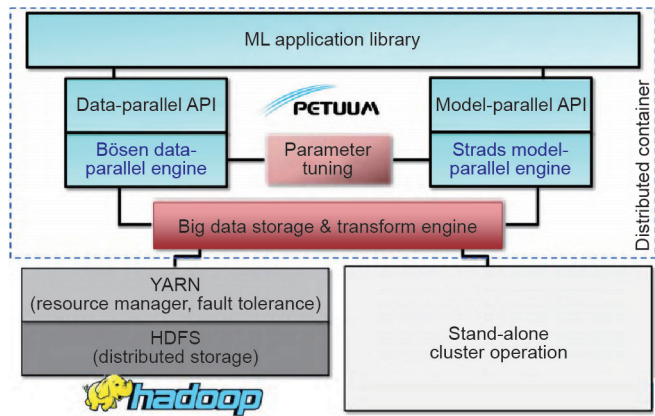 ML application library
Data-parallel API
PETUUM
Model-parallel API
Bösen data-
parallel engine
Parameter
tuning
Strads model-
parallel engine
Distributed container
Big data storage & transform engine
YARN
(resource manager, fault tolerance)
HDFS
(distributed storage)
Stand-alone
cluster operation
hadoop